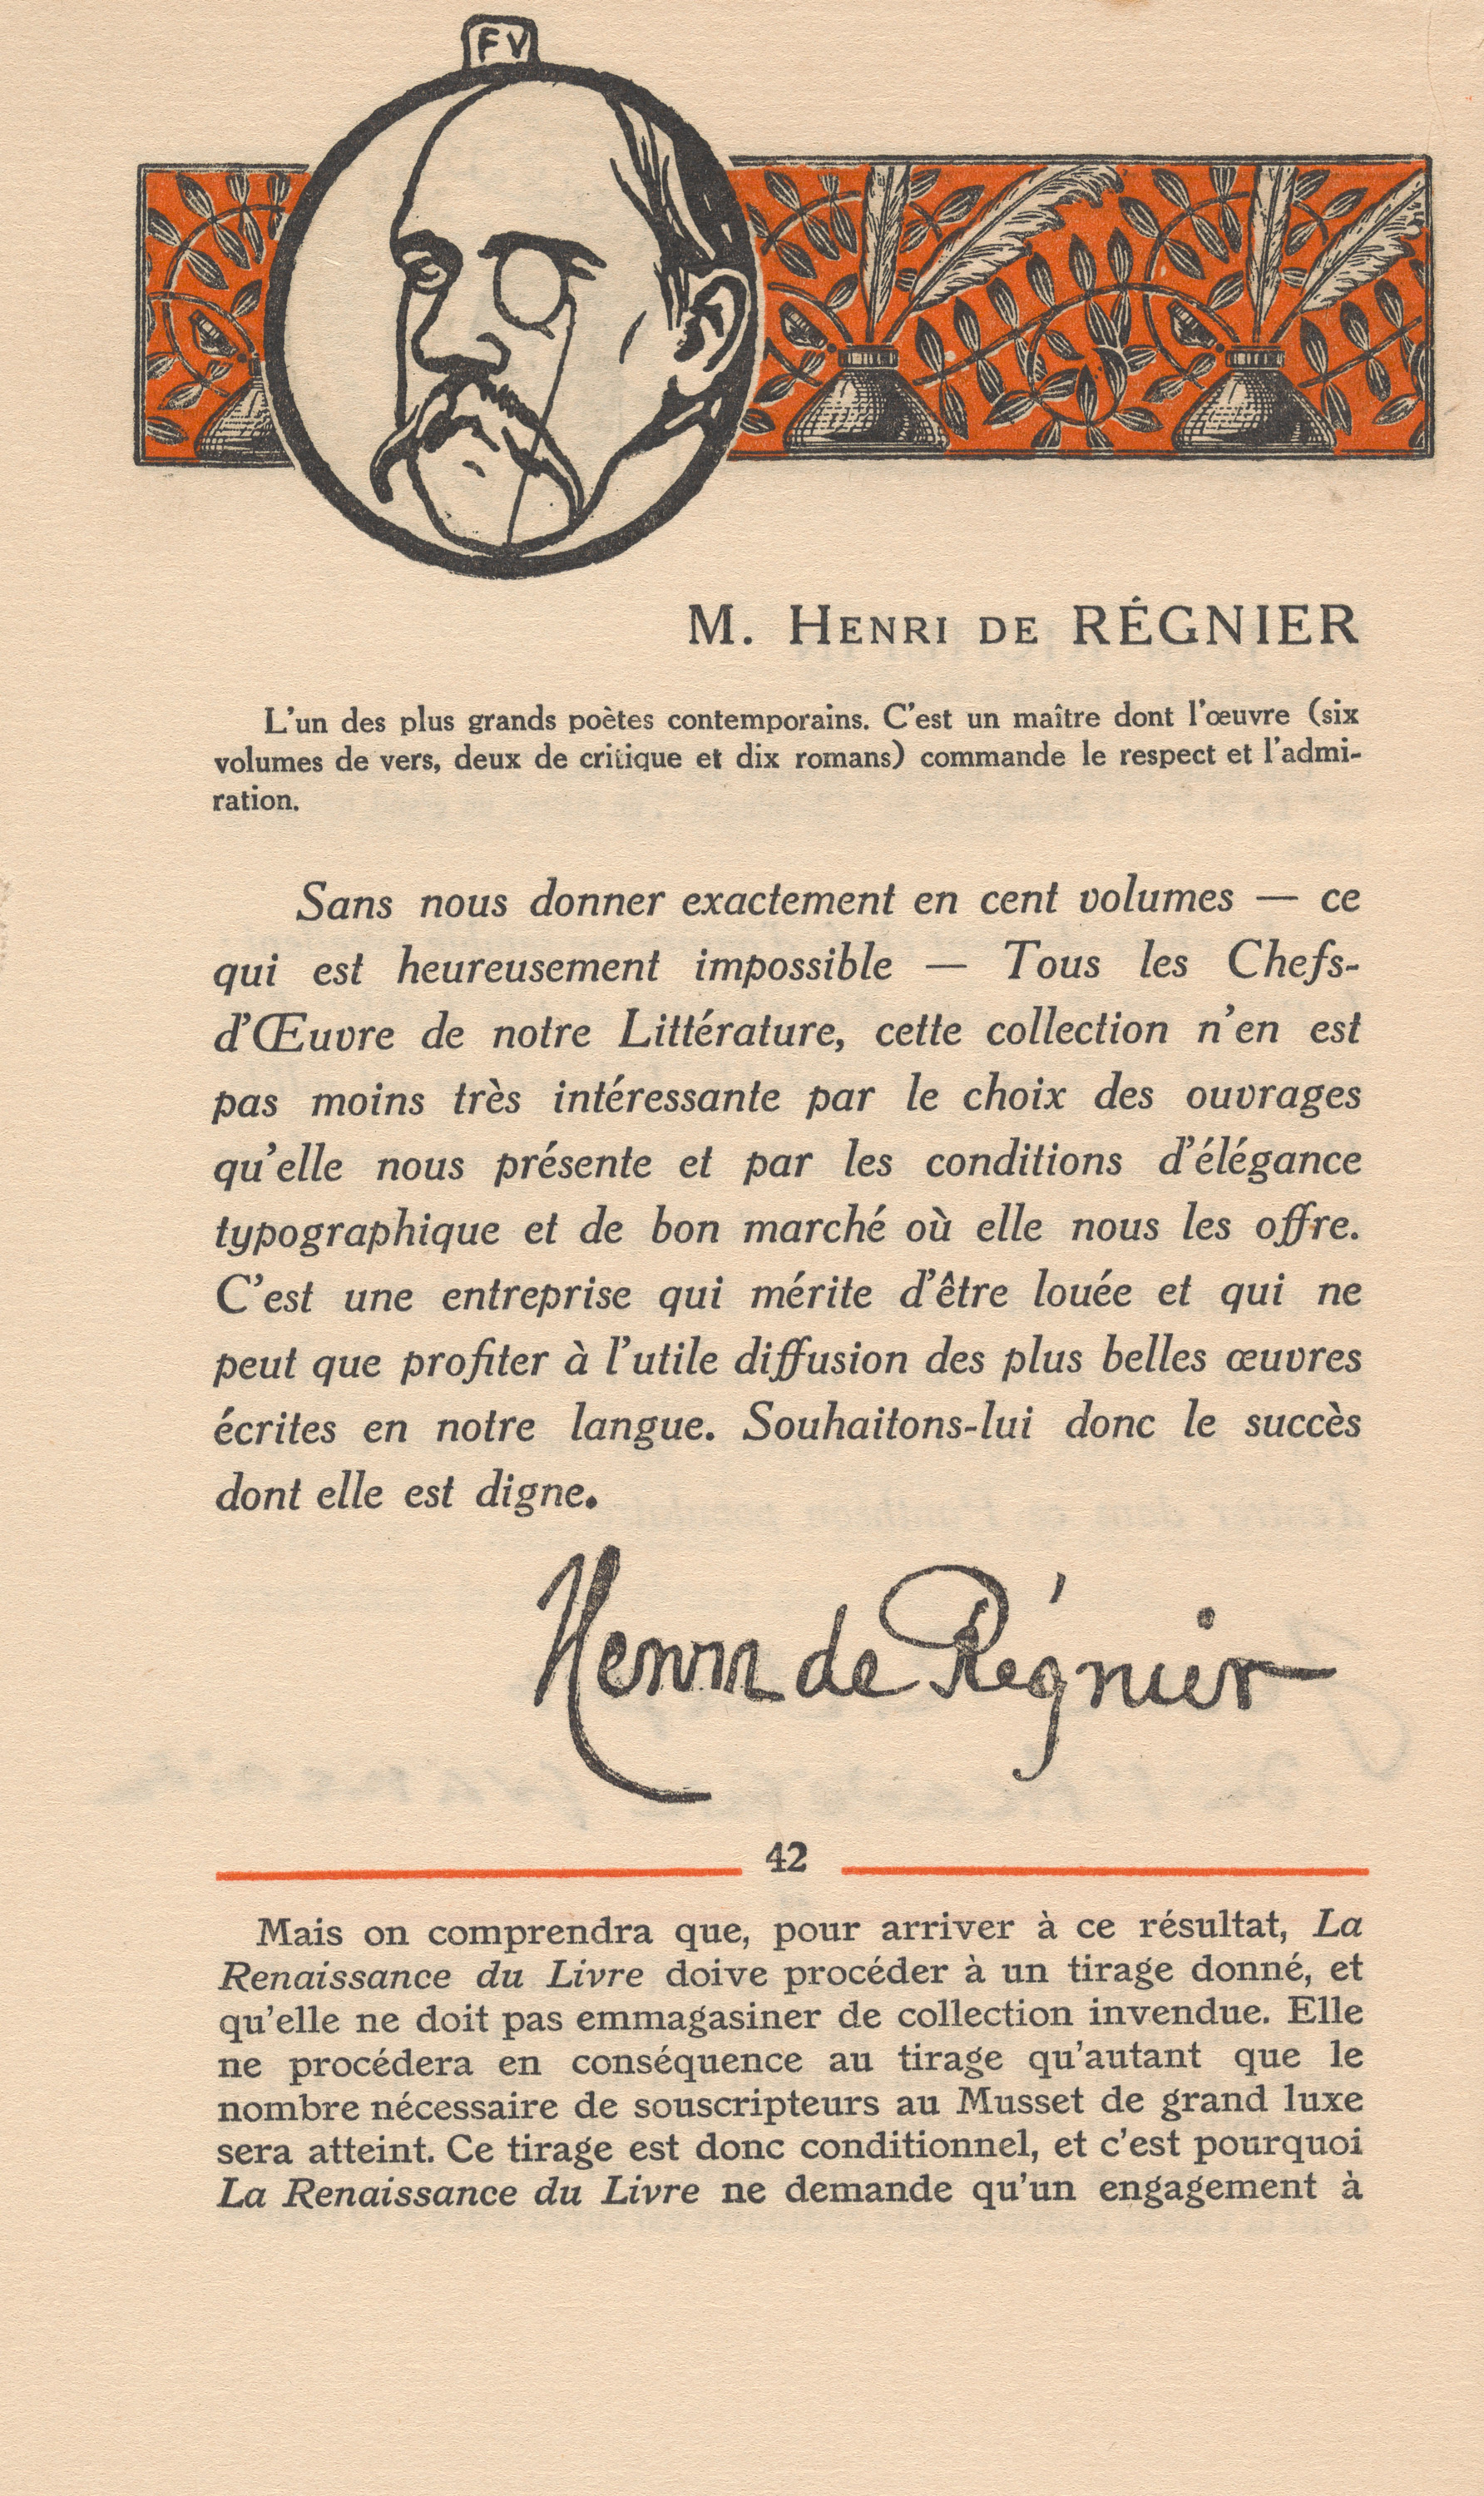 FV
M. HENRI DE RÉGNIER
L'un des plus grands poètes contemporains. C'est un maître dont l'œuvre (six
volumes de vers, deux de critique et dix romans) commande le respect et l'admi-
ration.
Sans nous donner exactement en cent volumes — ce
qui est heureusement impossible — Tous les Chefs-
d'Œuvre de notre Littérature, cette collection n'en est
pas moins très intéressante par le choix des ouvrages
qu'elle nous présente et par les conditions d'élégance
typographique et de bon marché où elle nous les offre.
C'est une entreprise qui mérite d'être louée et qui ne
peut que profiter à l'utile diffusion des plus belles œuvres
écrites en notre langue. Souhaitons-lui donc le succès
dont elle est digne.
Henri de Régnier
42
Mais on comprendra que, pour arriver à ce résultat, La
Renaissance du Livre doive procéder à un tirage donné, et
qu'elle ne doit pas emmagasiner de collection invendue. Elle
ne procédera en conséquence au tirage qu'autant que le
nombre nécessaire de souscripteurs au Musset de grand luxe
sera atteint. Ce tirage est donc conditionnel, et c'est pourquoi
La Renaissance du Livre ne demande qu'un engagement à